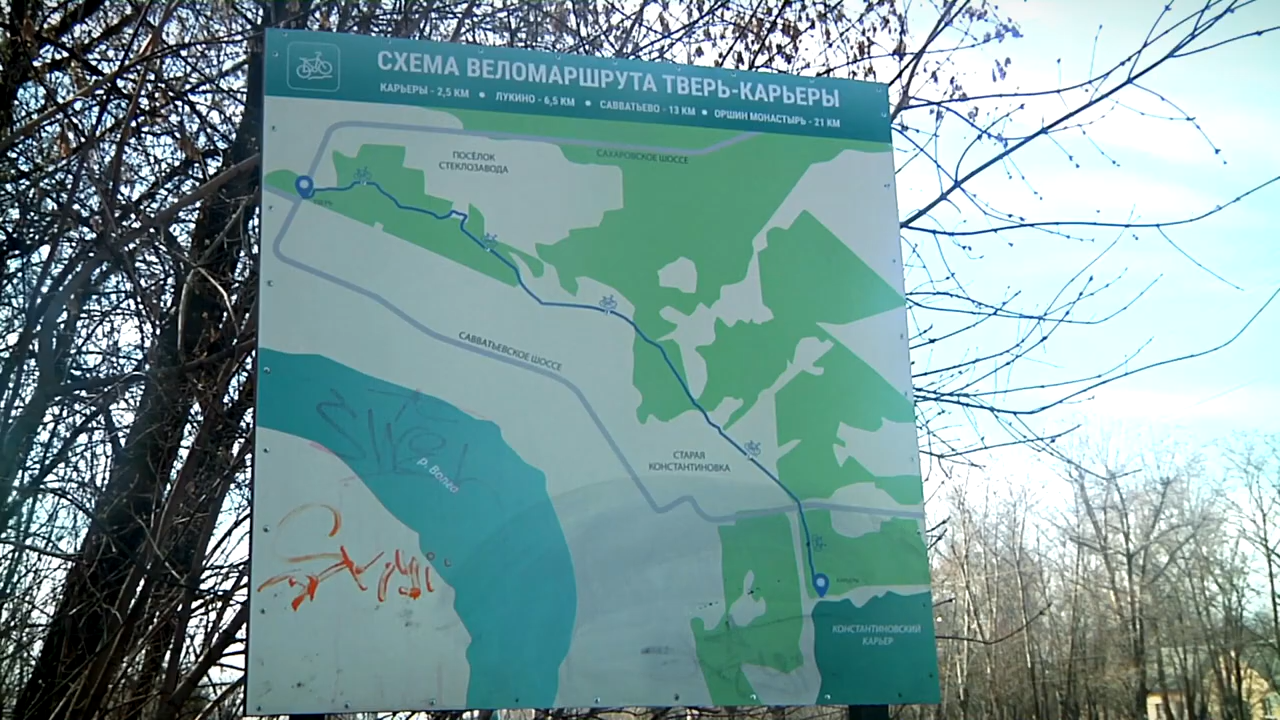 СХЕМА ВЕЛОМАРШРУТА ТВЕРЬ-КАРЬЕРЫ
КАРЬЕРЫ - 2,5 КМ • ЛУКИНО - 6,5 КМ • САВВАТЬЕВО - 13 КМ • ОРШИН МОНАСТЫРЬ - 21 КМ
САХАРОВСКОЕ ШОССЕ
ПОСЁЛОК
СТЕКЛОЗАВОДА
САВВАТЬЕВСКОЕ ШОССЕ
СТАРАЯ
КОНСТАНТИНОВКА
р. Волга
КОНСТАНТИНОВСКИЙ
КАРЬЕР